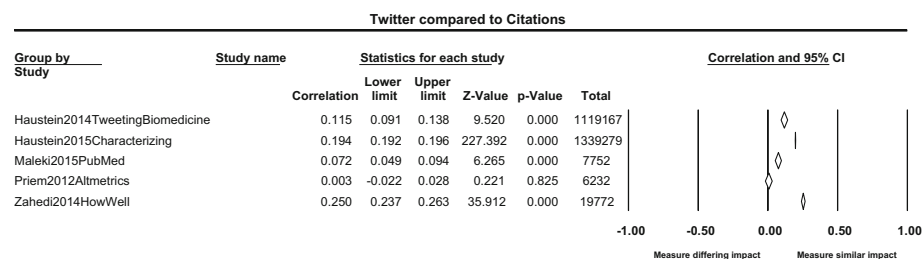 Twitter compared to Citations
Group by Study name Statistics for each study Correlation and 95% CI
Study
Lower Upper
Correlation limit limit Z-Value p-Value Total
Haustein2014TweetingBiomedicine 0.115 0.091 0.138 9.520 0.000 1119167
Haustein2015Characterizing 0.194 0.192 0.196 227.392 0.000 1339279
Maleki2015PubMed 0.072 0.049 0.094 6.265 0.000 7752
Priem2012Altmetrics 0.003 -0.022 0.028 0.221 0.825 6232
Zahedi2014HowWell 0.250 0.237 0.263 35.912 0.000 19772
-1.00 -0.50 0.00 0.50 1.00
Measure differing impact Measure similar impact